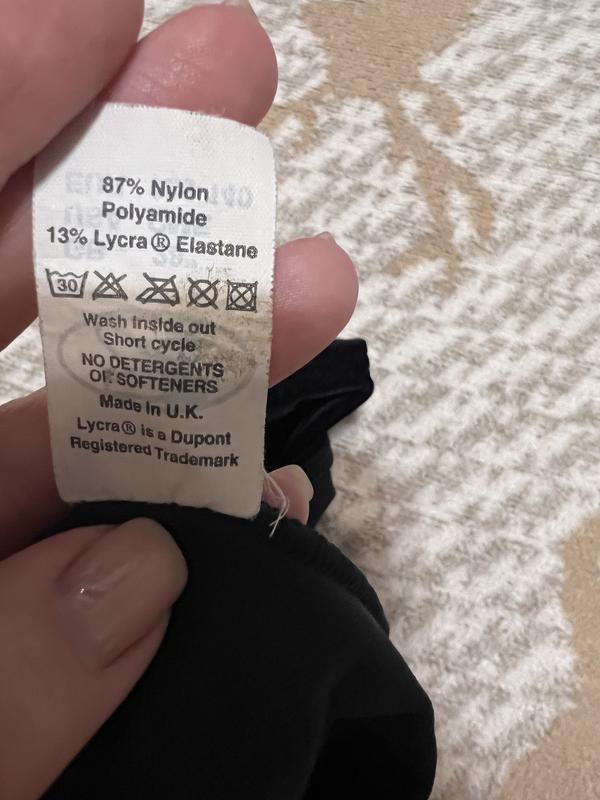 87% Nylon
Polyamide
13% Lycra® Elastane
30
Wash inside out
Short cycle
NO DETERGENTS
OR SOFTENERS
Made in U.K.
Lycra® is a Dupont
Registered Trademark